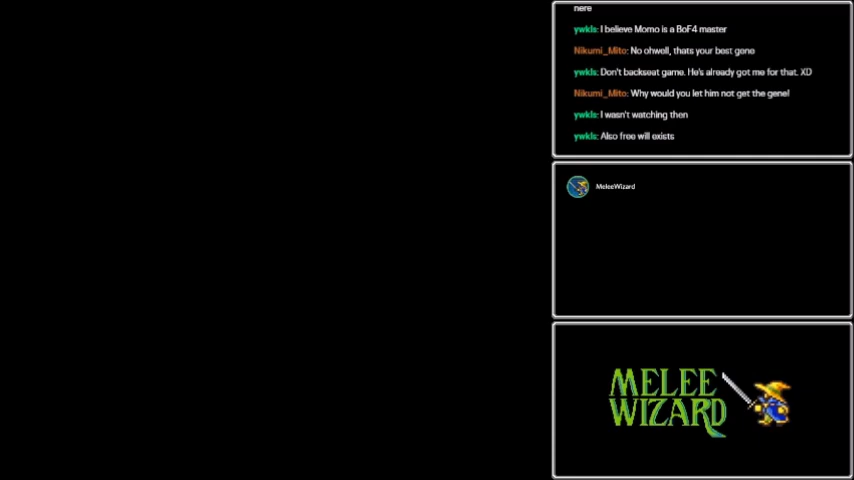 nere
ywkls: I believe Momo is a BoF4 master
Nikumi_Mito: No ohwell, thats your best gene
ywkls: Don't backseat game. He's already got me for that. XD
Nikumi_Mito: Why would you let him not get the gene!
ywkls: I wasn't watching then
ywkls: Also free will exists
MeleeWizard
MELEE
WIZARD